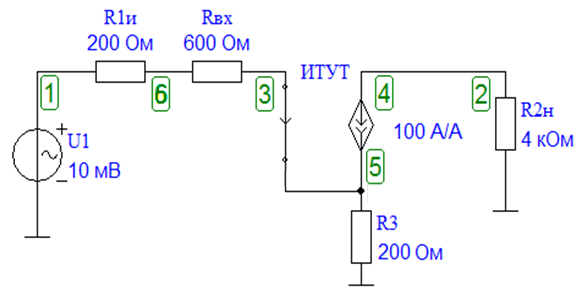 R1и
200 Ом
Rвх
600 Ом
ИТУТ
1
6
3
4
2
U1
10 мВ
100 А/А
R2н
4 кОм
5
R3
200 Ом